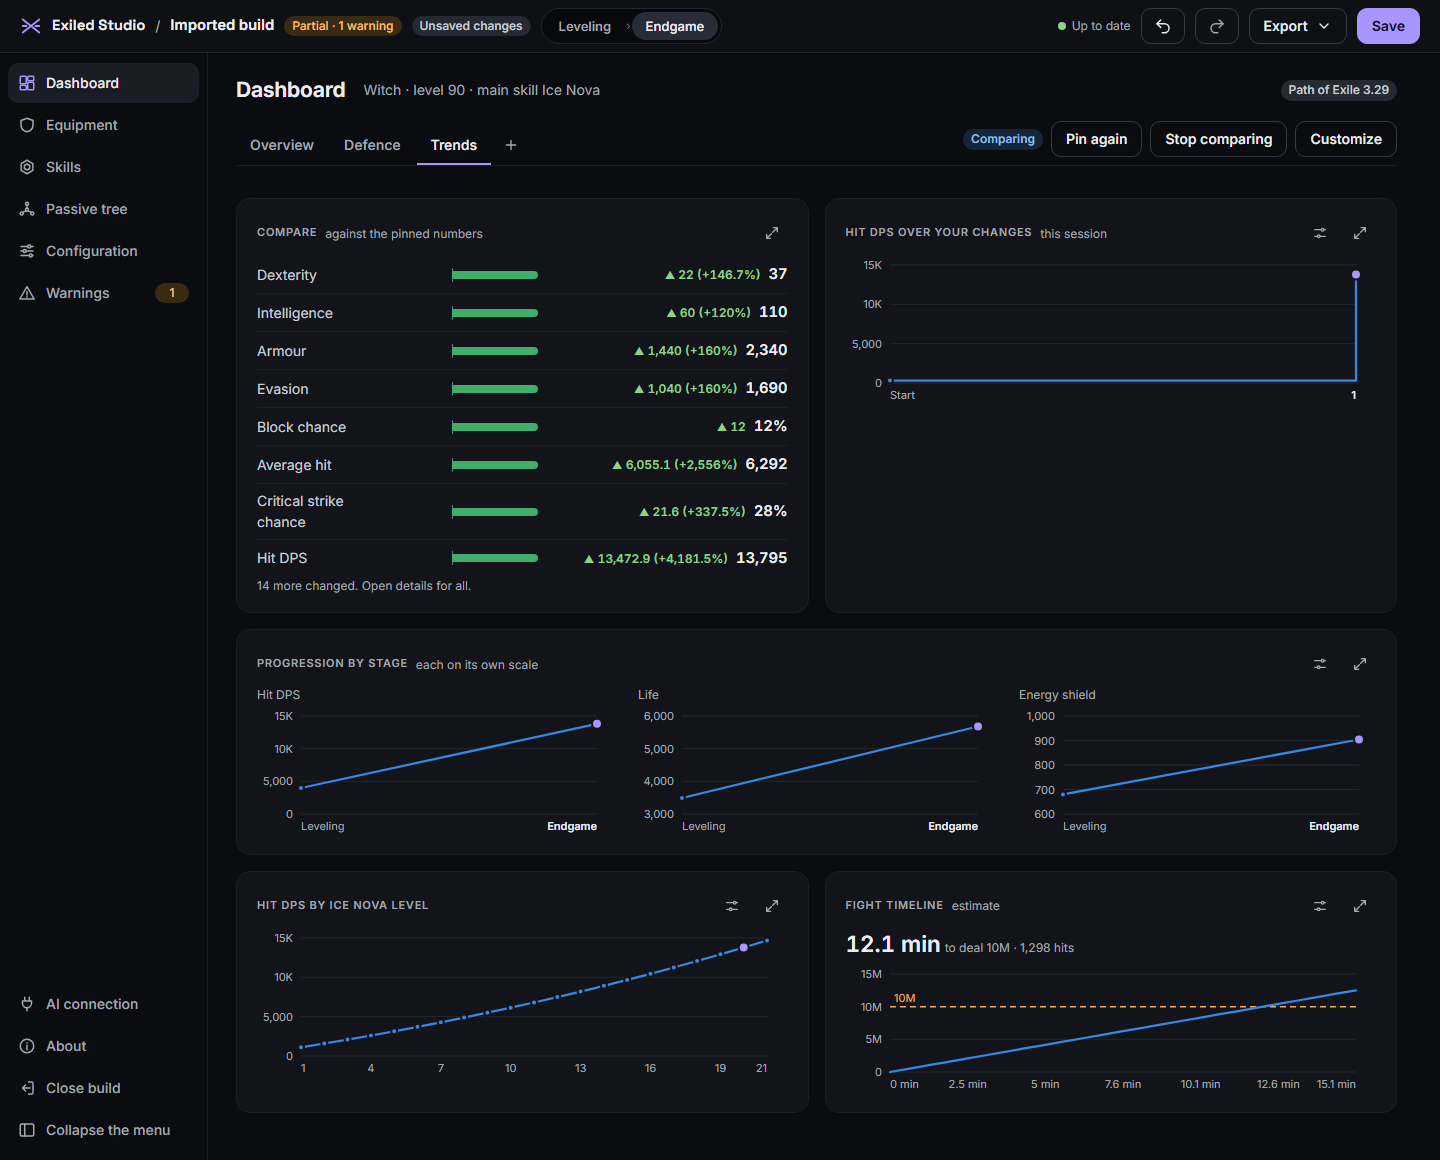 Exiled Studio / Imported build Partial · 1 warning Unsaved changes Leveling › Endgame Up to date Export Save
Dashboard
Equipment
Skills
Passive tree
Configuration
Warnings 1
AI connection
About
Close build
Collapse the menu
Dashboard Witch · level 90 · main skill Ice Nova Path of Exile 3.29
Overview Defence Trends + Comparing Pin again Stop comparing Customize
COMPARE against the pinned numbers
Dexterity ▲ 22 (+146.7%) 37
Intelligence ▲ 60 (+120%) 110
Armour ▲ 1,440 (+160%) 2,340
Evasion ▲ 1,040 (+160%) 1,690
Block chance ▲ 12 12%
Average hit ▲ 6,055.1 (+2,556%) 6,292
Critical strike
chance ▲ 21.6 (+337.5%) 28%
Hit DPS ▲ 13,472.9 (+4,181.5%) 13,795
14 more changed. Open details for all.
HIT DPS OVER YOUR CHANGES this session
15K
10K
5,000
0
Start 1
PROGRESSION BY STAGE each on its own scale
Hit DPS
15K
10K
5,000
0
Leveling Endgame
Life
6,000
5,000
4,000
3,000
Leveling Endgame
Energy shield
1,000
900
800
700
600
Leveling Endgame
HIT DPS BY ICE NOVA LEVEL
15K
10K
5,000
0
1 4 7 10 13 16 19 21
FIGHT TIMELINE estimate
12.1 min to deal 10M · 1,298 hits
15M
10M
10M
5M
0
0 min 2.5 min 5 min 7.6 min 10.1 min 12.6 min 15.1 min